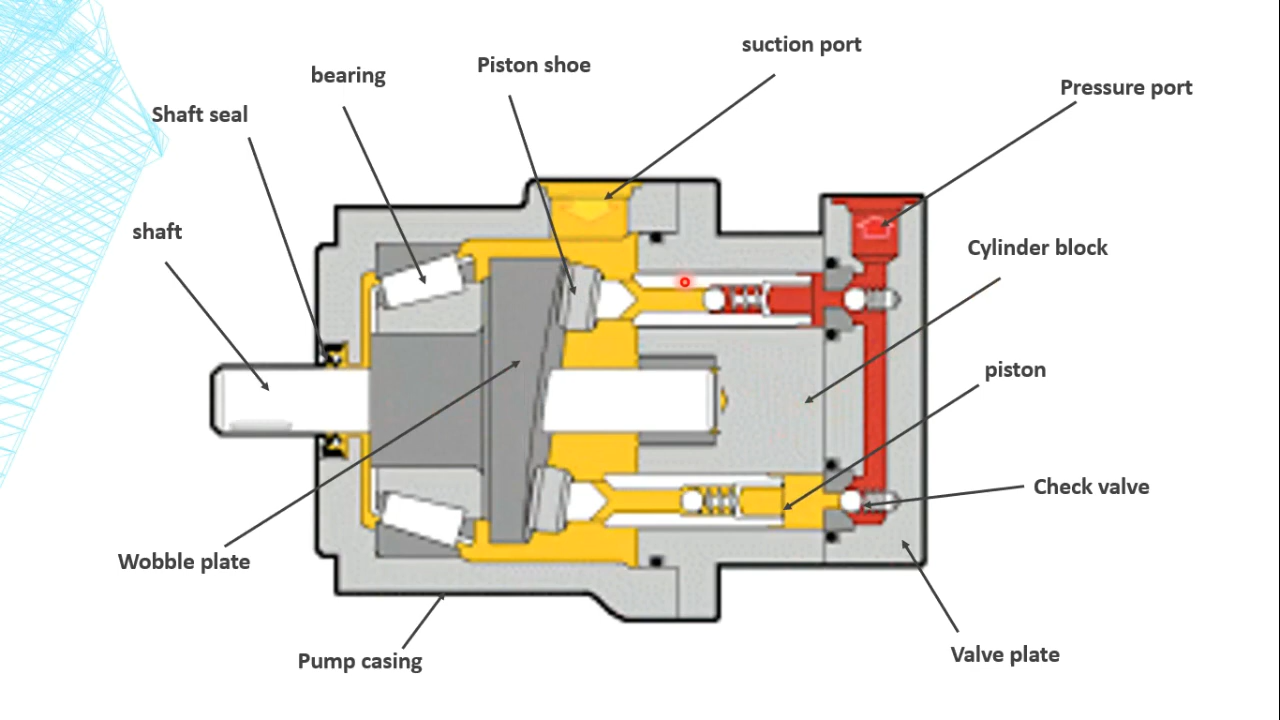 suction port
Piston shoe
bearing
Pressure port
Shaft seal
shaft
Cylinder block
piston
Check valve
Wobble plate
Pump casing
Valve plate